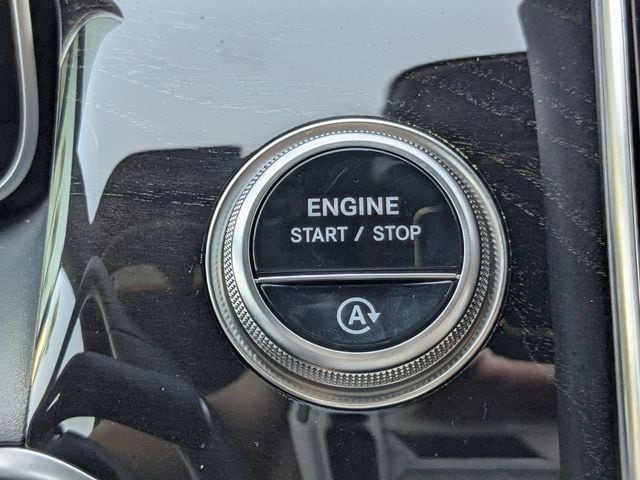 ENGINE
START / STOP
A